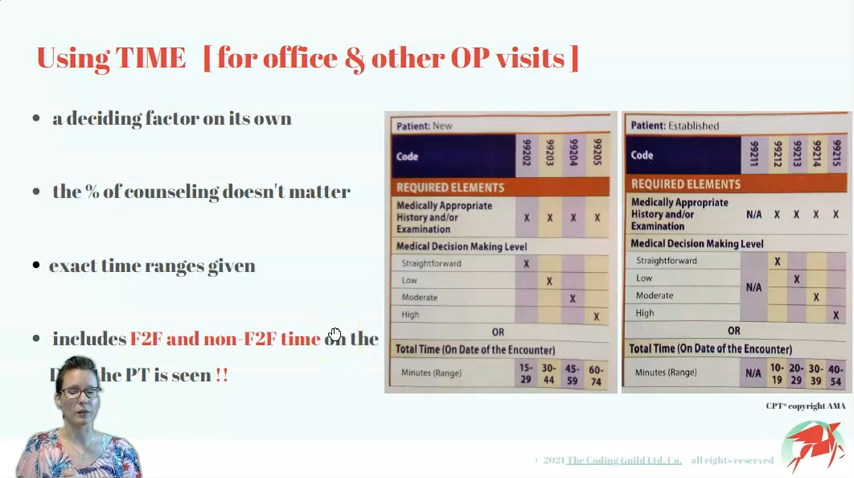 Using TIME [ for office & other OP visits ]
• a deciding factor on its own
• the % of counseling doesn't matter
• exact time ranges given
• includes F2F and non-F2F time on the
the PT is seen !!
Patient: New
Code 99202 99203 99204 99205
REQUIRED ELEMENTS
Medically Appropriate
History and/or X X X X
Examination
Medical Decision Making Level
Straightforward X
Low X
Moderate X
High X
OR
Total Time (On Date of the Encounter)
Minutes (Range) 15-29 30-44 45-59 60-74
Patient: Established
Code 99211 99212 99213 99214 99215
REQUIRED ELEMENTS
Medically Appropriate
History and/or N/A X X X X
Examination
Medical Decision Making Level
Straightforward X
Low X
N/A
Moderate X
High X
OR
Total Time (On Date of the Encounter)
Minutes (Range) N/A 10-19 20-29 30-39 40-54
CPT® copyright AMA
© 2021 The Coding Guild Ltd. Co. all rights reserved